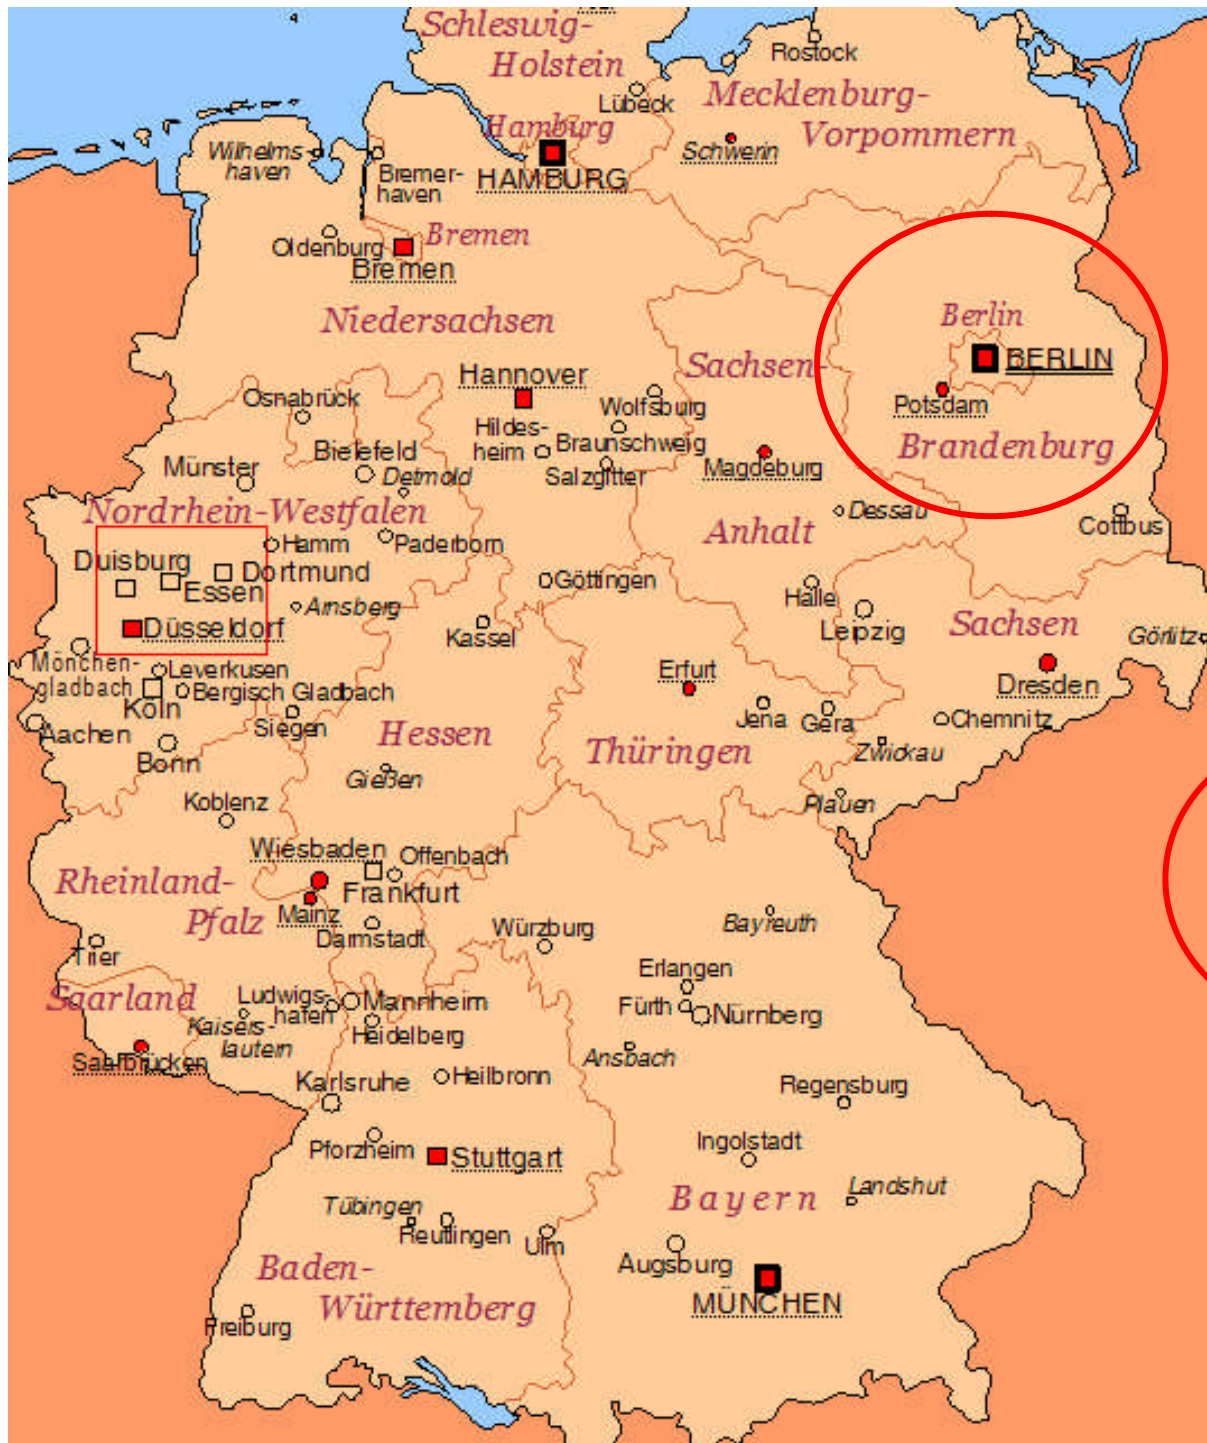 Schleswig-
Holstein
Rostock
Lübeck
Mecklenburg-
Vorpommern
Hamburg
HAMBURG
Schwerin
Wilhelms-
haven
Bremer-
haven
Oldenburg
Bremen
Bremen
Niedersachsen
Berlin
BERLIN
Potsdam
Brandenburg
Sachsen-
Anhalt
Hannover
Wolfsburg
Osnabrück
Hildes-
heim
Braunschweig
Salzgitter
Magdeburg
Bielefeld
Detmold
Münster
Nordrhein-Westfalen
Dessau
Cottbus
Duisburg
Hamm
Paderborn
Essen
Dortmund
Göttingen
Halle
Arnsberg
Düsseldorf
Kassel
Leipzig
Sachsen
Görlitz
Mönchen-
gladbach
Leverkusen
Bergisch Gladbach
Köln
Erfurt
Dresden
Aachen
Siegen
Jena
Gera
Chemnitz
Bonn
Hessen
Thüringen
Zwickau
Gießen
Plauen
Koblenz
Wiesbaden
Offenbach
Rheinland-
Pfalz
Frankfurt
Mainz
Darmstadt
Würzburg
Bayreuth
Trier
Erlangen
Saarland
Ludwigs-
hafen
Mannheim
Fürth
Nürnberg
Kaisers-
lautern
Heidelberg
Ansbach
Saarbrücken
Karlsruhe
Heilbronn
Regensburg
Pforzheim
Stuttgart
Ingolstadt
Bayern
Landshut
Tübingen
Reutlingen
Ulm
Augsburg
Baden-
Württemberg
MÜNCHEN
Freiburg